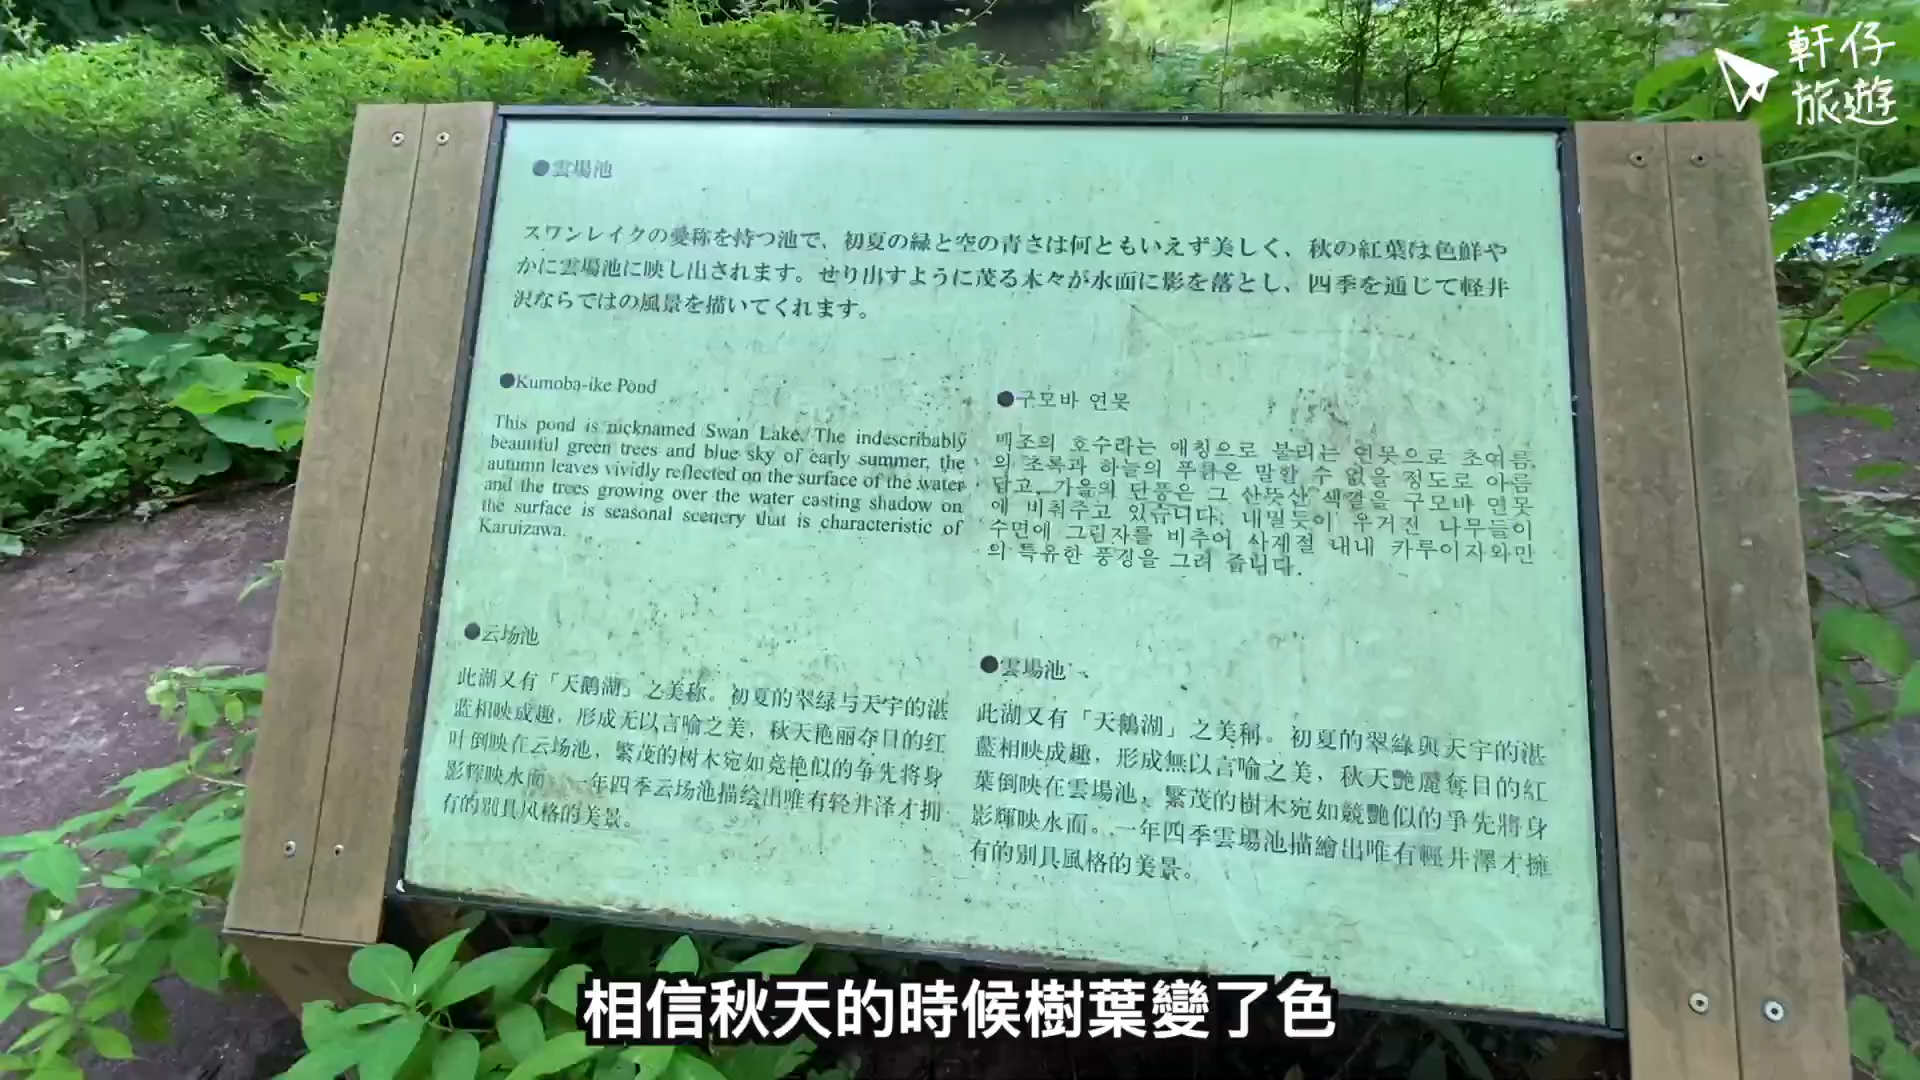 軒仔
旅遊
●雲場池
スワンレイクの愛称を持つ池で、初夏の緑と空の青さは何ともいえず美しく、秋の紅葉は色鮮や
かに雲場池に映し出されます。せり出すように茂る木々が水面に影を落とし、四季を通じて軽井
沢ならではの風景を描いてくれます。
●Kumoba-ike Pond
This pond is nicknamed Swan Lake. The indescribably
beautiful green trees and blue sky of early summer, the
autumn leaves vividly reflected on the surface of the water
and the trees growing over the water casting shadow on
the surface is seasonal scenery that is characteristic of
Karuizawa.
●구모바 연못
백조의 호수라는 애칭으로 불리는 연못으로 초여름
의 초록과 하늘의 푸름은 말할 수 없을 정도로 아름
답고, 가을의 단풍은 그 산뜻산 색깔을 구모바 연못
에 비춰주고 있습니다. 내밀듯이 우거진 나무들이
수면에 그림자를 비추어 사계절 내내 카루이자와만
의 특유한 풍경을 그려 줍니다.
●云场池
此湖又有「天鹅湖」之美称。初夏的翠绿与天宇的湛
蓝相映成趣，形成无以言喻之美，秋天艳丽夺目的红
叶倒映在云场池，繁茂的树木宛如竞艳似的争先将身
影辉映水面。一年四季云场池描绘出唯有轻井泽才拥
有的别具风格的美景。
●雲場池
此湖又有「天鵝湖」之美稱。初夏的翠綠與天宇的湛
藍相映成趣，形成無以言喻之美，秋天艷麗奪目的紅
葉倒映在雲場池，繁茂的樹木宛如競艷似的爭先將身
影輝映水面。一年四季雲場池描繪出唯有輕井澤才擁
有的別具風格的美景。
相信秋天的時候樹葉變了色